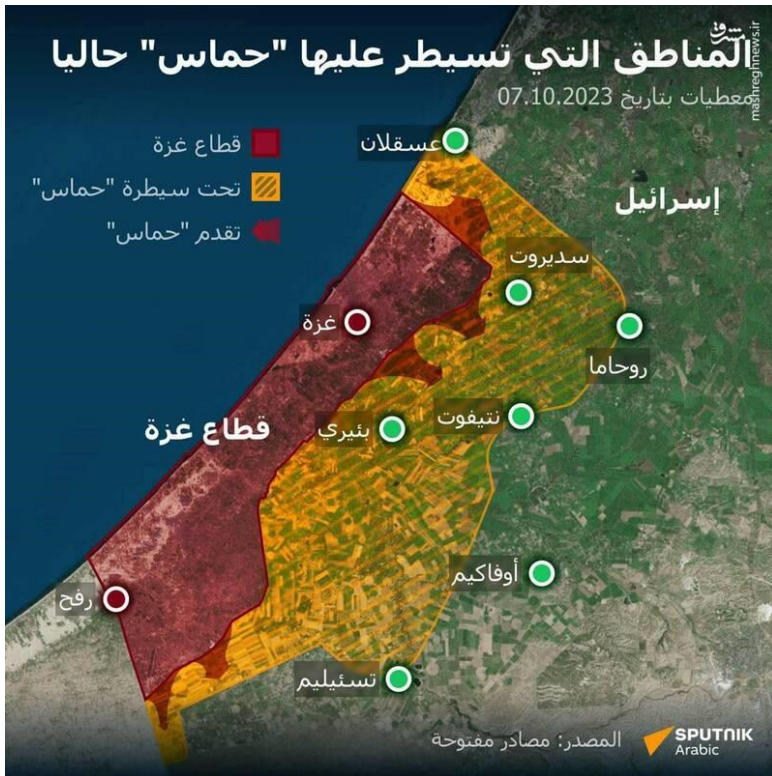 مشرق
mashreghnews.ir
المناطق التي تسيطر عليها "حماس" حاليا
معطيات بتاريخ 07.10.2023
قطاع غزة
تحت سيطرة "حماس"
تقدم "حماس"
عسقلان
إسرائيل
سديروت
غزة
روحاما
نتيفوت
بئيري
قطاع غزة
أوفاكيم
رفح
تسئيليم
المصدر: مصادر مفتوحة
SPUTNIK
Arabic